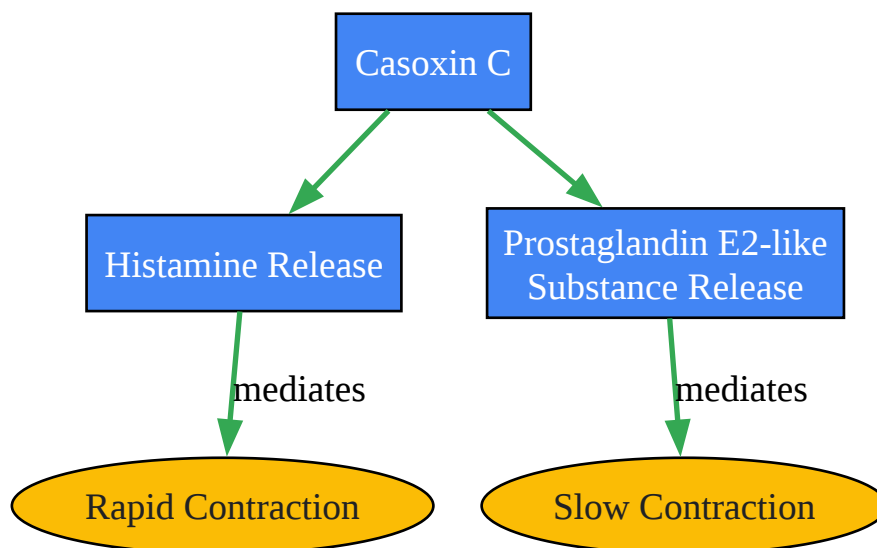 Casoxin C
Histamine Release
Prostaglandin E2-like
Substance Release
mediates
mediates
Rapid Contraction
Slow Contraction